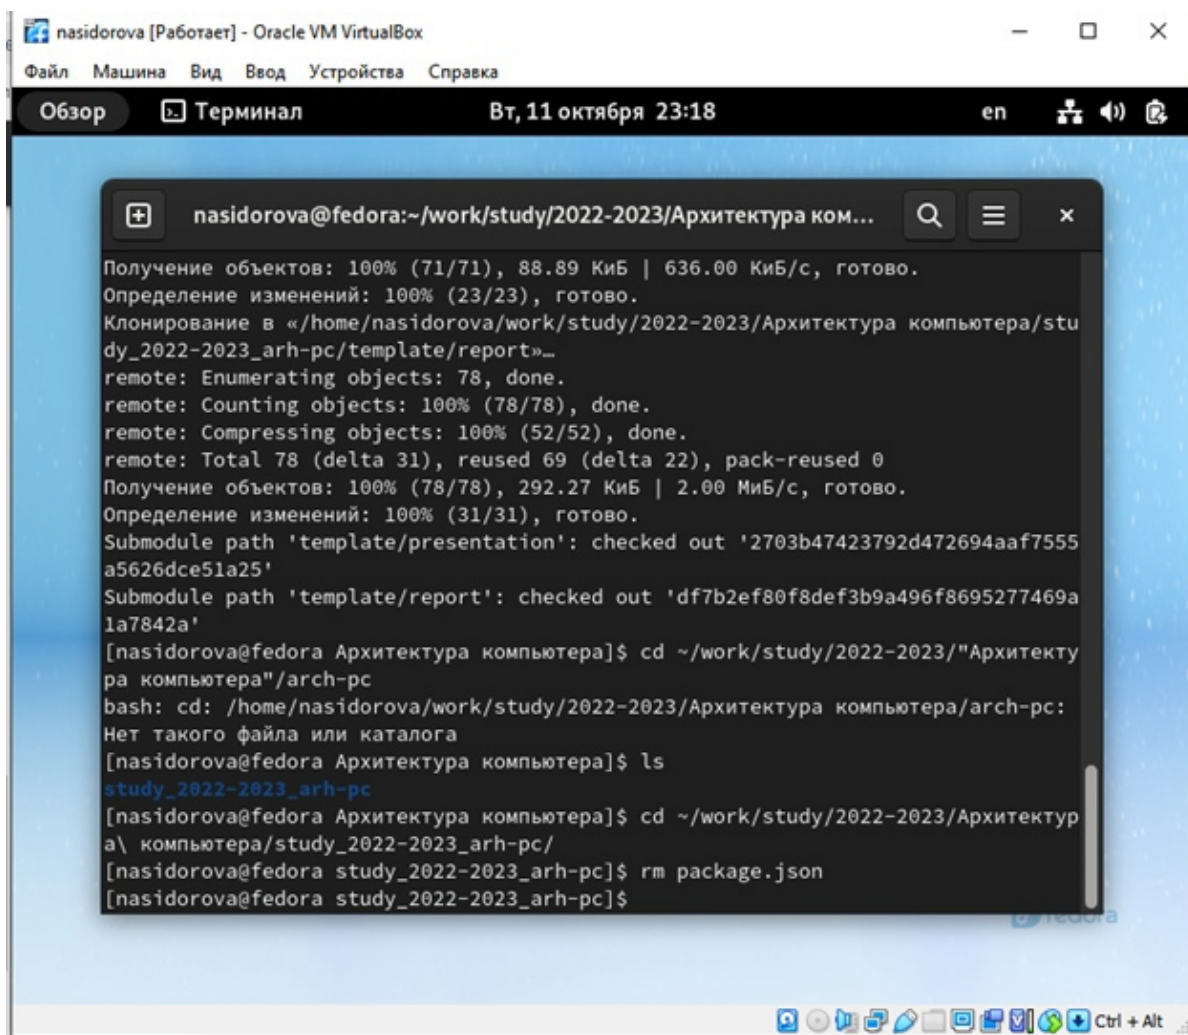 nasidorova [Работает] - Oracle VM VirtualBox
Файл Машина Вид Ввод Устройства Справка
Обзор Терминал Вт, 11 октября 23:18 en
nasidorova@fedora:~/work/study/2022-2023/Архитектура ком...
Получение объектов: 100% (71/71), 88.89 КиБ | 636.00 КиБ/с, готово.
Определение изменений: 100% (23/23), готово.
Клонирование в «/home/nasidorova/work/study/2022-2023/Архитектура компьютера/stu
dy_2022-2023_arh-pc/template/report»…
remote: Enumerating objects: 78, done.
remote: Counting objects: 100% (78/78), done.
remote: Compressing objects: 100% (52/52), done.
remote: Total 78 (delta 31), reused 69 (delta 22), pack-reused 0
Получение объектов: 100% (78/78), 292.27 КиБ | 2.00 МиБ/с, готово.
Определение изменений: 100% (31/31), готово.
Submodule path 'template/presentation': checked out '2703b47423792d472694aaf7555
a5626dce51a25'
Submodule path 'template/report': checked out 'df7b2ef80f8def3b9a496f8695277469a
1a7842a'
[nasidorova@fedora Архитектура компьютера]$ cd ~/work/study/2022-2023/"Архитекту
ра компьютера"/arch-pc
bash: cd: /home/nasidorova/work/study/2022-2023/Архитектура компьютера/arch-pc:
Нет такого файла или каталога
[nasidorova@fedora Архитектура компьютера]$ ls
study_2022-2023_arh-pc
[nasidorova@fedora Архитектура компьютера]$ cd ~/work/study/2022-2023/Архитектур
а\ компьютера/study_2022-2023_arh-pc/
[nasidorova@fedora study_2022-2023_arh-pc]$ rm package.json
[nasidorova@fedora study_2022-2023_arh-pc]$
fedora
Ctrl + Alt